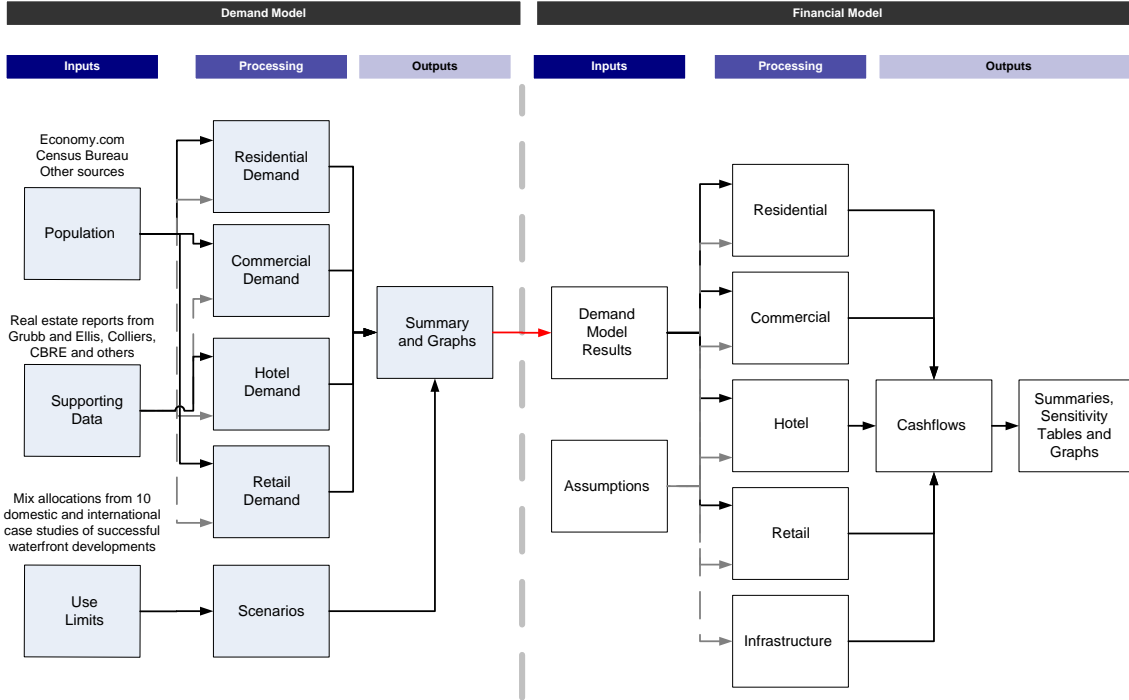 Demand Model
Financial Model
Inputs
Processing
Outputs
Inputs
Processing
Outputs
Economy.com
Census Bureau
Other sources
Population
Real estate reports from
Grubb and Ellis, Colliers,
CBRE and others
Supporting
Data
Mix allocations from 10
domestic and international
case studies of successful
waterfront developments
Use
Limits
Residential
Demand
Commercial
Demand
Hotel
Demand
Retail
Demand
Scenarios
Summary
and Graphs
Demand
Model
Results
Assumptions
Residential
Commercial
Hotel
Retail
Infrastructure
Cashflows
Summaries,
Sensitivity
Tables and
Graphs